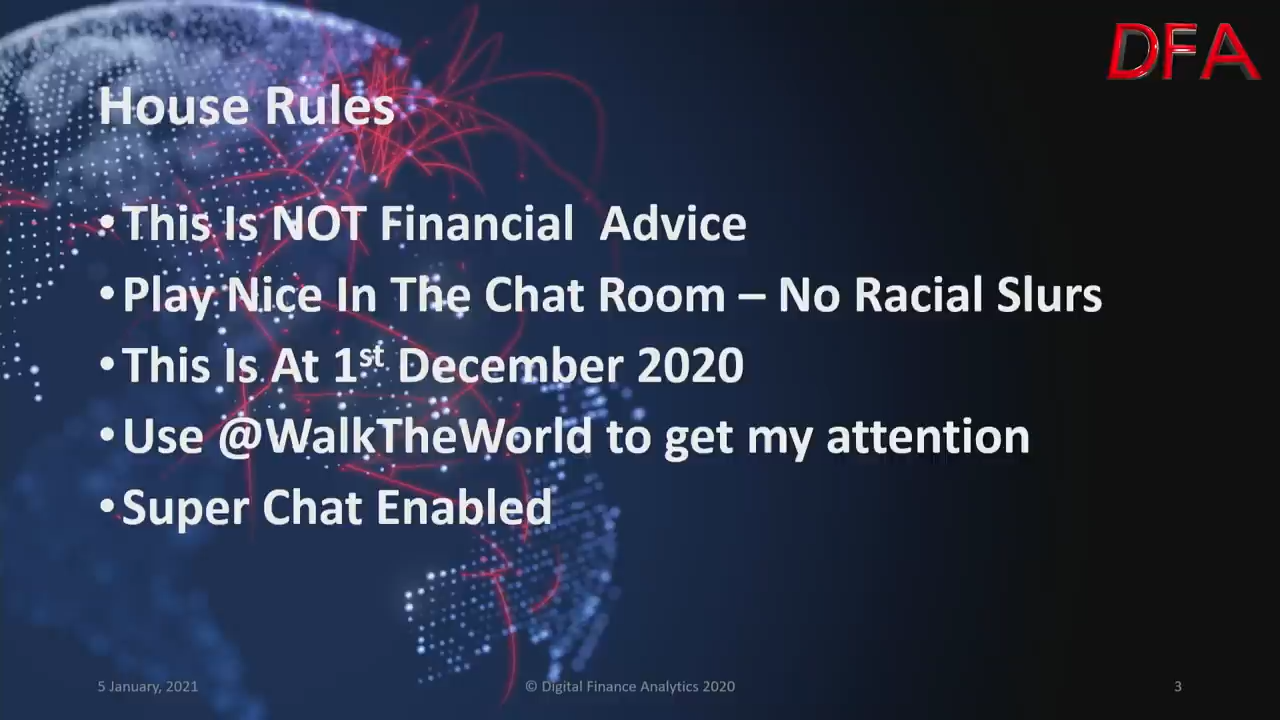 DFA
House Rules
•This Is NOT Financial Advice
•Play Nice In The Chat Room – No Racial Slurs
•This Is At 1st December 2020
•Use @WalkTheWorld to get my attention
•Super Chat Enabled
5 January, 2021
© Digital Finance Analytics 2020
3